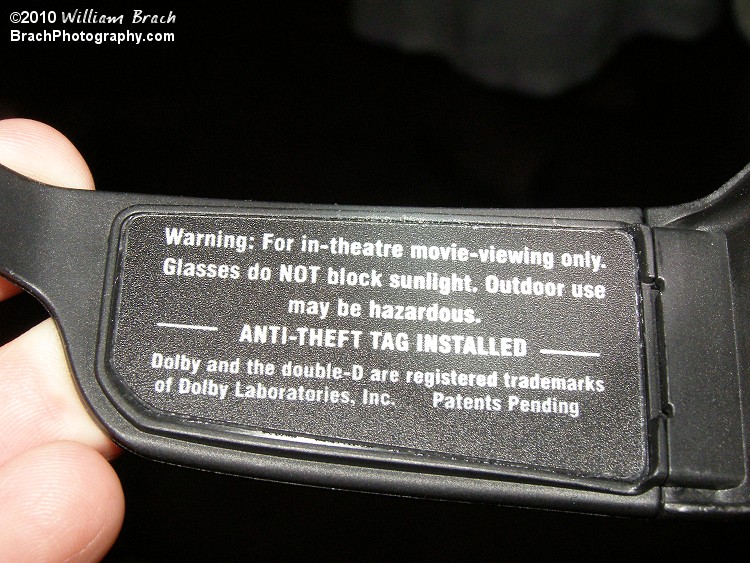 ©2010 William Brach
BrachPhotography.com
Warning: For in-theatre movie-viewing only.
Glasses do NOT block sunlight. Outdoor use
may be hazardous.
ANTI-THEFT TAG INSTALLED
Dolby and the double-D are registered trademarks
of Dolby Laboratories, Inc. Patents Pending